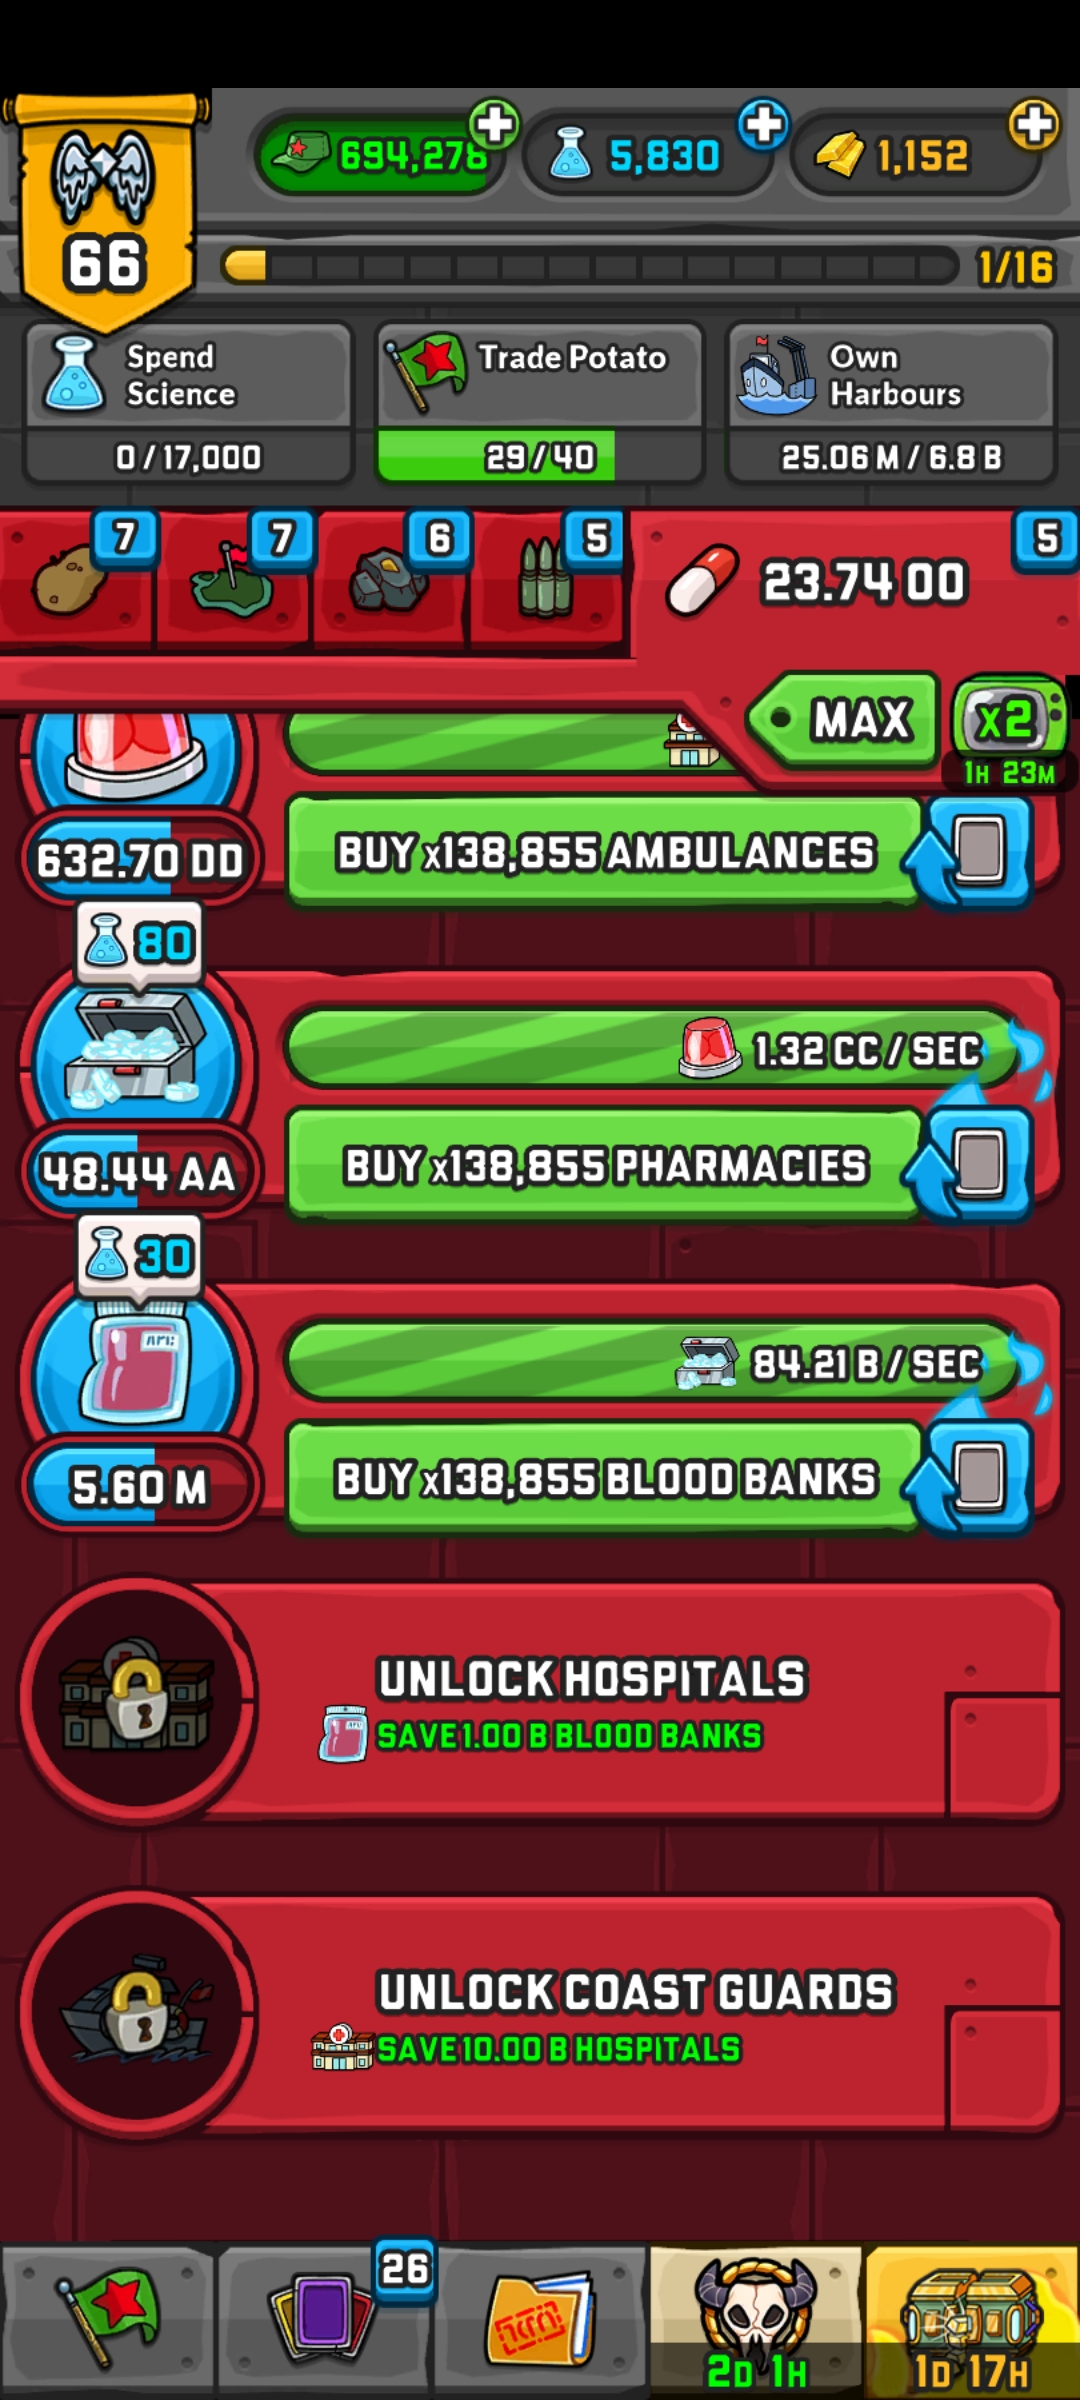 694,278
5,830
1,152
66
1/16
Spend
Science
0/17,000
Trade Potato
29/40
Own
Harbours
25.06 M / 6.8 B
7
7
6
5
5
23.74 OO
MAX
x2
1H 23M
632.70 DD
BUY x138,855 AMBULANCES
80
1.32 CC / SEC
48.44 AA
BUY x138,855 PHARMACIES
30
84.21 B / SEC
5.60 M
BUY x138,855 BLOOD BANKS
UNLOCK HOSPITALS
SAVE 1.00 B BLOOD BANKS
UNLOCK COAST GUARDS
SAVE 10.00 B HOSPITALS
26
2D 1H
1D 17H